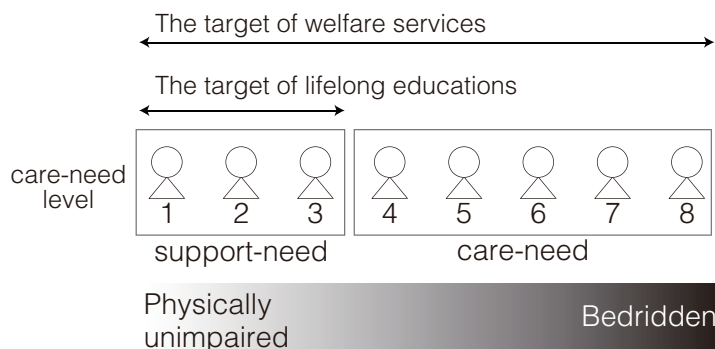 The target of welfare services
The target of lifelong educations
care-need
level
1 2 3 4 5 6 7 8
support-need care-need
Physically
unimpaired
Bedridden